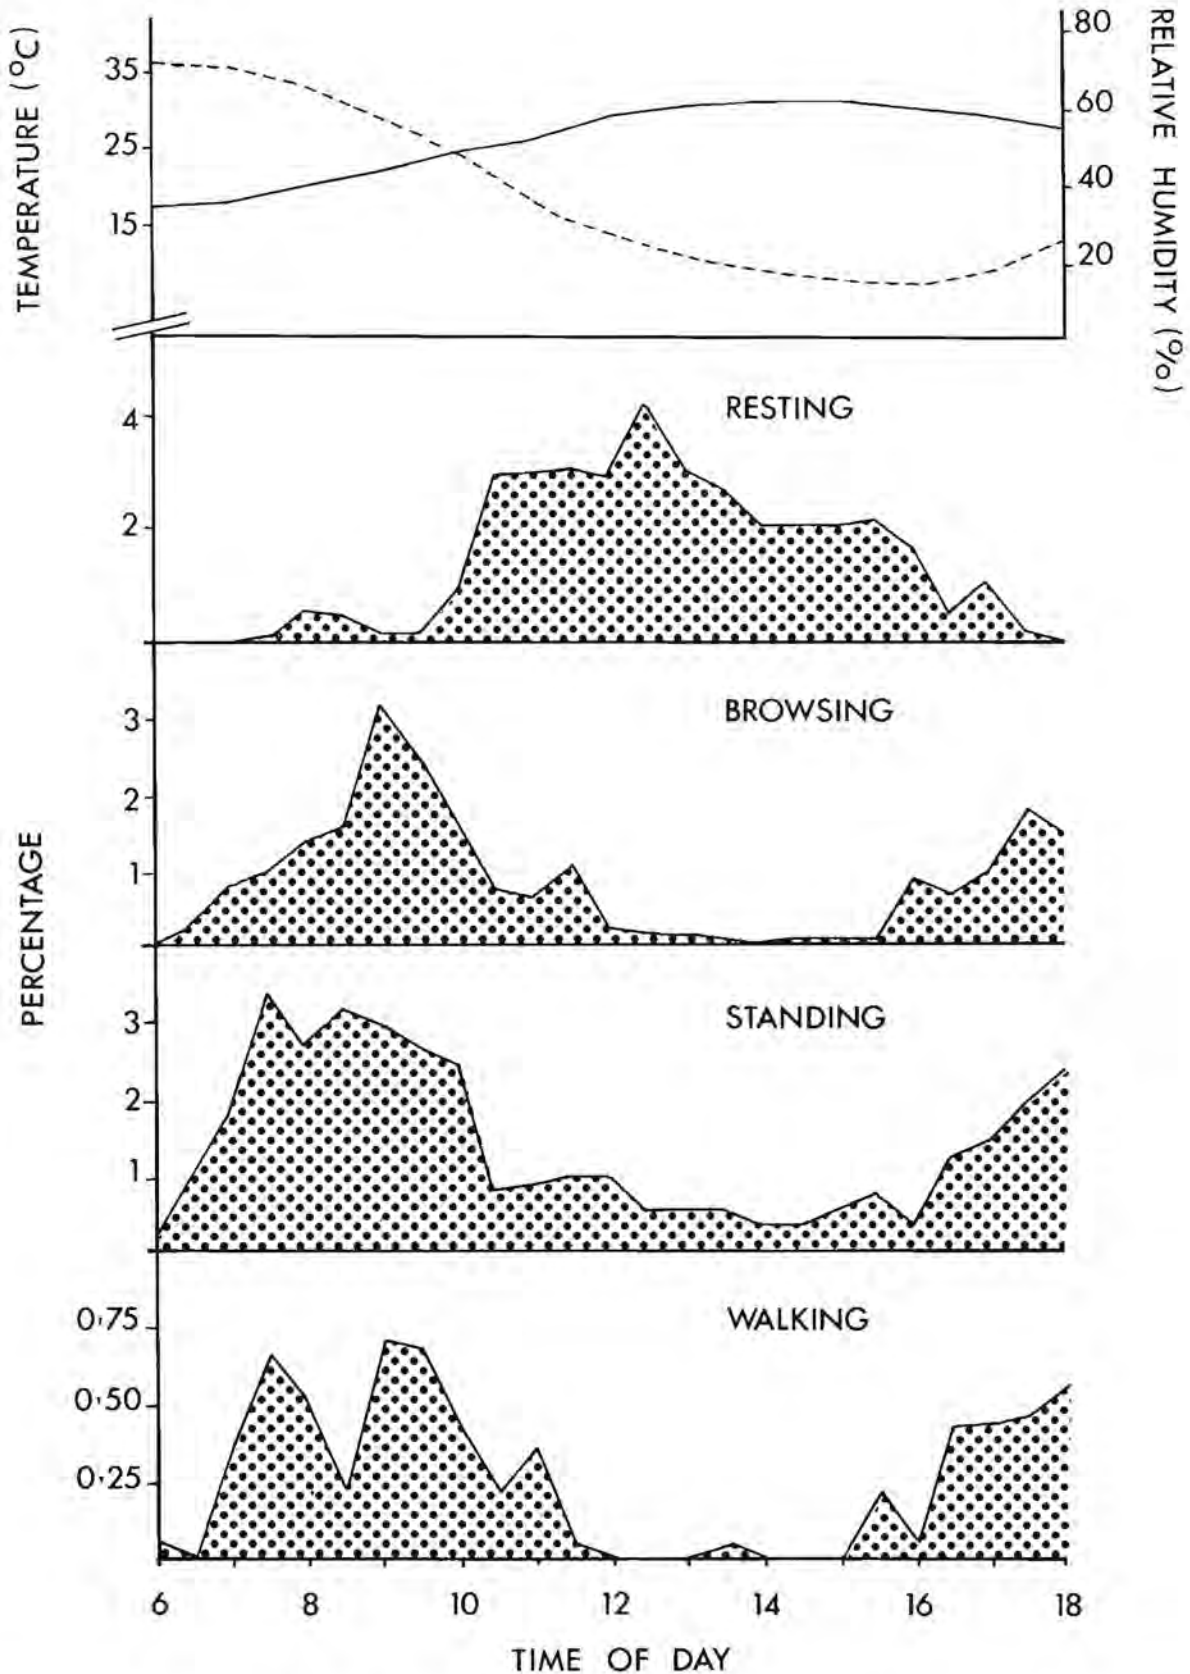 TEMPERATURE (°C)
35
25
15
80
60
40
20
RELATIVE HUMIDITY (%)
RESTING
4
2
BROWSING
3
2
1
PERCENTAGE
STANDING
3
2
1
WALKING
0·75
0·50
0·25
6 8 10 12 14 16 18
TIME OF DAY